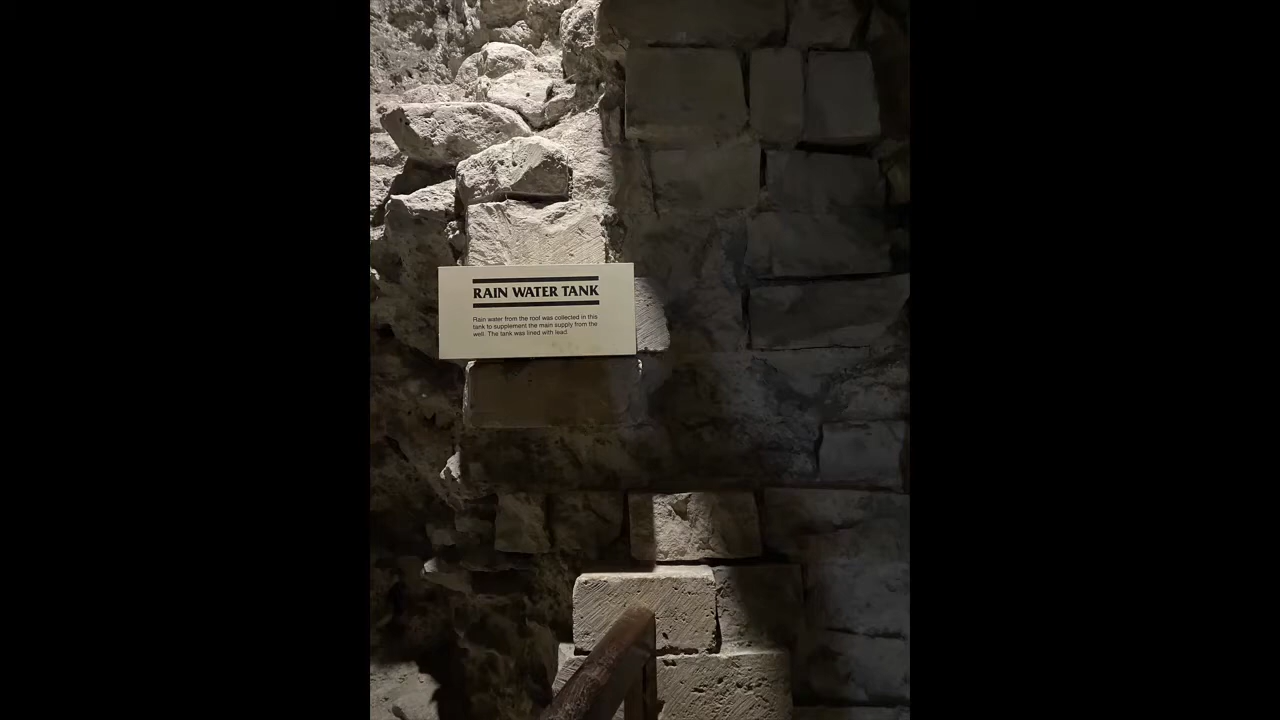 RAIN WATER TANK
Rain water from the roof was collected in this
tank to supplement the main supply from the
well. The tank was lined with lead.